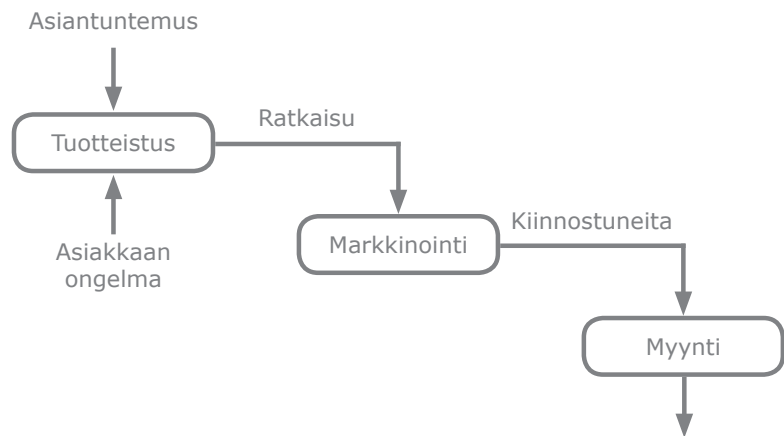 Asiantuntemus
Tuotteistus
Ratkaisu
Asiakkaan
ongelma
Markkinointi
Kiinnostuneita
Myynti